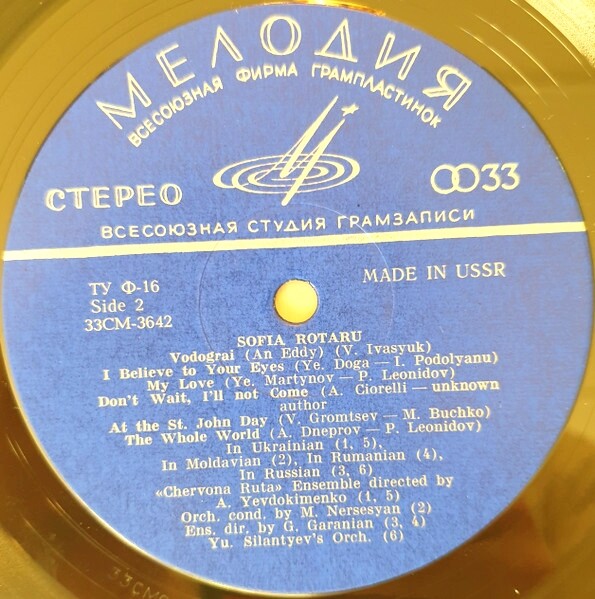 МЕЛОДИЯ
ВСЕСОЮЗНАЯ ФИРМА ГРАМПЛАСТИНОК
СТЕРЕО
33
ВСЕСОЮЗНАЯ СТУДИЯ ГРАМЗАПИСИ
ТУ Ф-16
MADE IN USSR
Side 2
33СМ-3642
SOFIA ROTARU
Vodograi (An Eddy) (V. Ivasyuk)
I Believe to Your Eyes (Ye. Doga — I. Podolyanu)
My Love (Ye. Martynov — P. Leonidov)
Don't Wait, I'll not Come (A. Ciorelli — unknown
author
At the St. John Day (V. Gromtsev — M. Buchko)
The Whole World (A. Dneprov — P. Leonidov)
In Ukrainian (1, 5),
In Moldavian (2), In Rumanian (4),
In Russian (3, 6)
«Chervona Ruta» Ensemble directed by
A. Yevdokimenko (1, 5)
Orch. cond. by M. Nersesyan (2)
Ens. dir. by G. Garanian (3, 4)
Yu. Silantyev's Orch. (6)